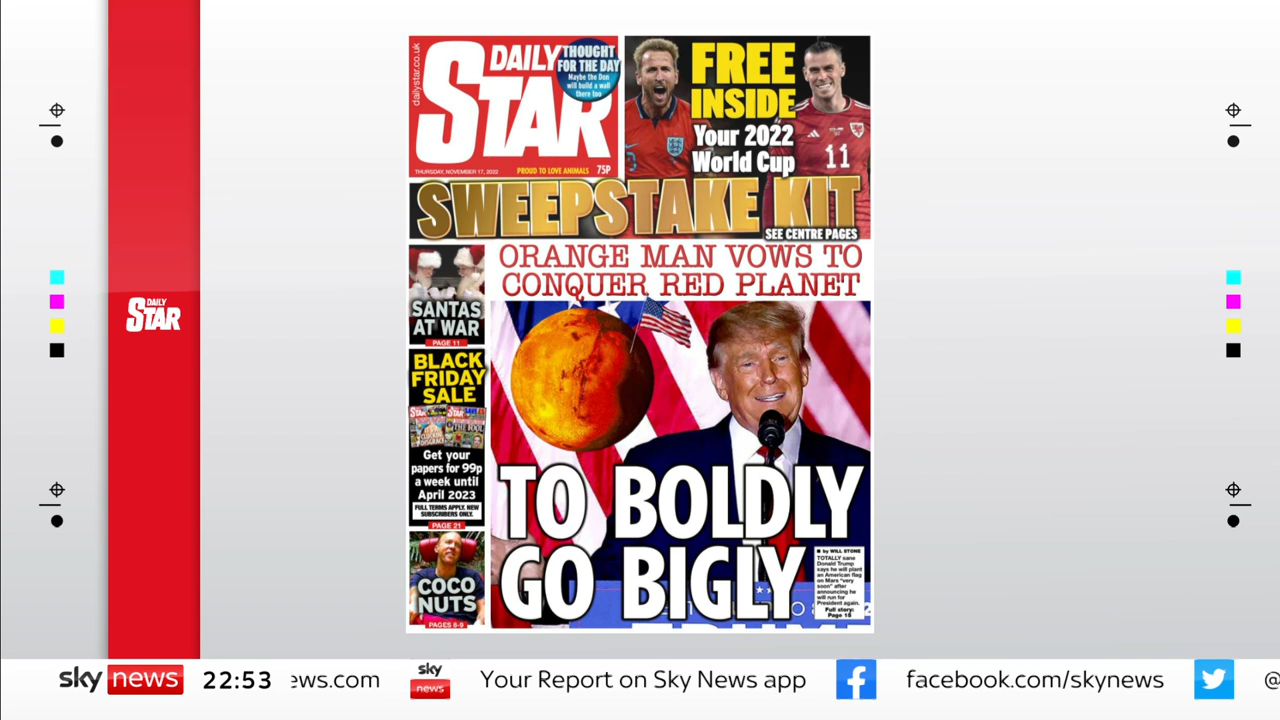 dailystar.co.uk
DAILY
STAR
THOUGHT
FOR THE DAY
Maybe the Don
will build a wall
there too
THURSDAY, NOVEMBER 17, 2022
PROUD TO LOVE ANIMALS
75P
FREE
INSIDE
Your 2022
World Cup
11
SWEEPSTAKE KIT
SEE CENTRE PAGES
ORANGE MAN VOWS TO
CONQUER RED PLANET
SANTAS
AT WAR
PAGE 11
BLACK
FRIDAY
SALE
Get your
papers for 99p
a week until
April 2023
FULL TERMS APPLY. NEW
SUBSCRIBERS ONLY.
PAGE 21
COCO
NUTS
PAGES 8-9
TO BOLDLY
GO BIGLY
by WILL STONE
TOTALLY sane
Donald Trump
says he will plant
an American flag
on Mars "very
soon" after
announcing he
will run for
President again.
Full story:
Page 15
DAILY
STAR
sky news 22:53 ews.com
sky
news
Your Report on Sky News app
facebook.com/skynews
@